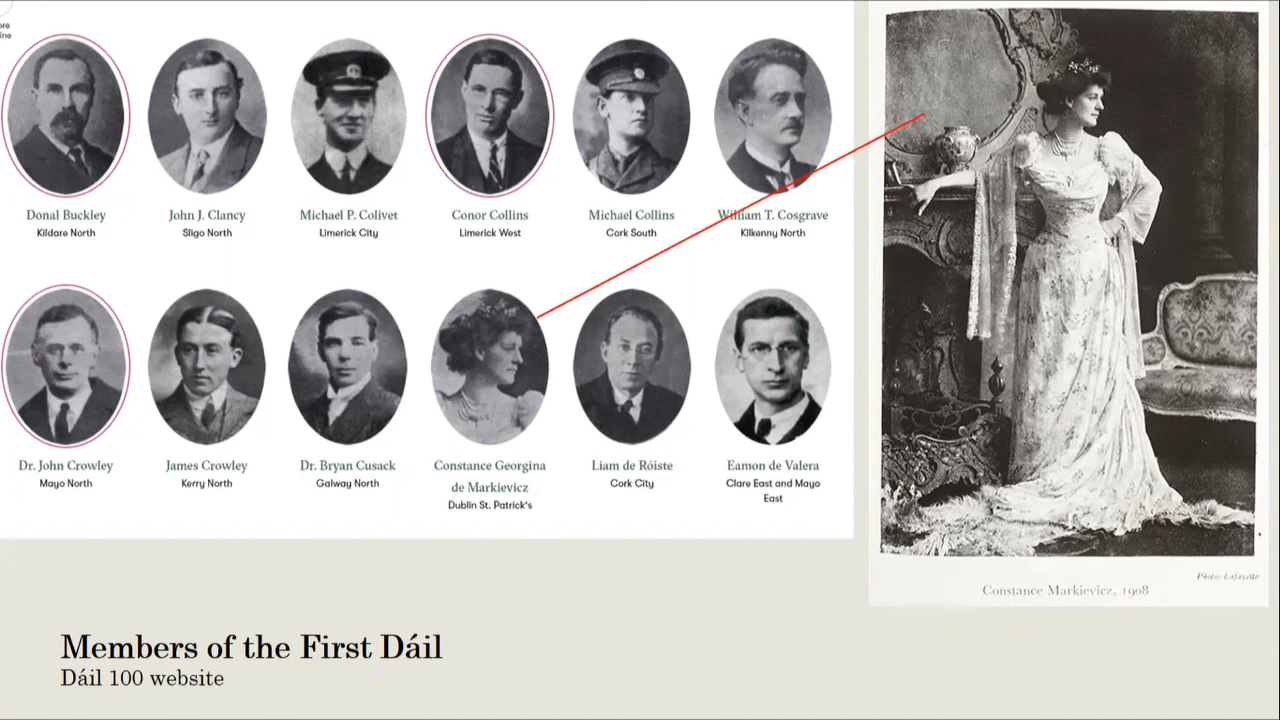 Donal Buckley
Kildare North
John J. Clancy
Sligo North
Michael P. Colivet
Limerick City
Conor Collins
Limerick West
Michael Collins
Cork South
William T. Cosgrave
Kilkenny North
Dr. John Crowley
Mayo North
James Crowley
Kerry North
Dr. Bryan Cusack
Galway North
Constance Georgina
de Markievicz
Dublin St. Patrick's
Liam de Róiste
Cork City
Eamon de Valera
Clare East and Mayo
East
Photo: Lafayette
Constance Markievicz, 1908
Members of the First Dáil
Dáil 100 website